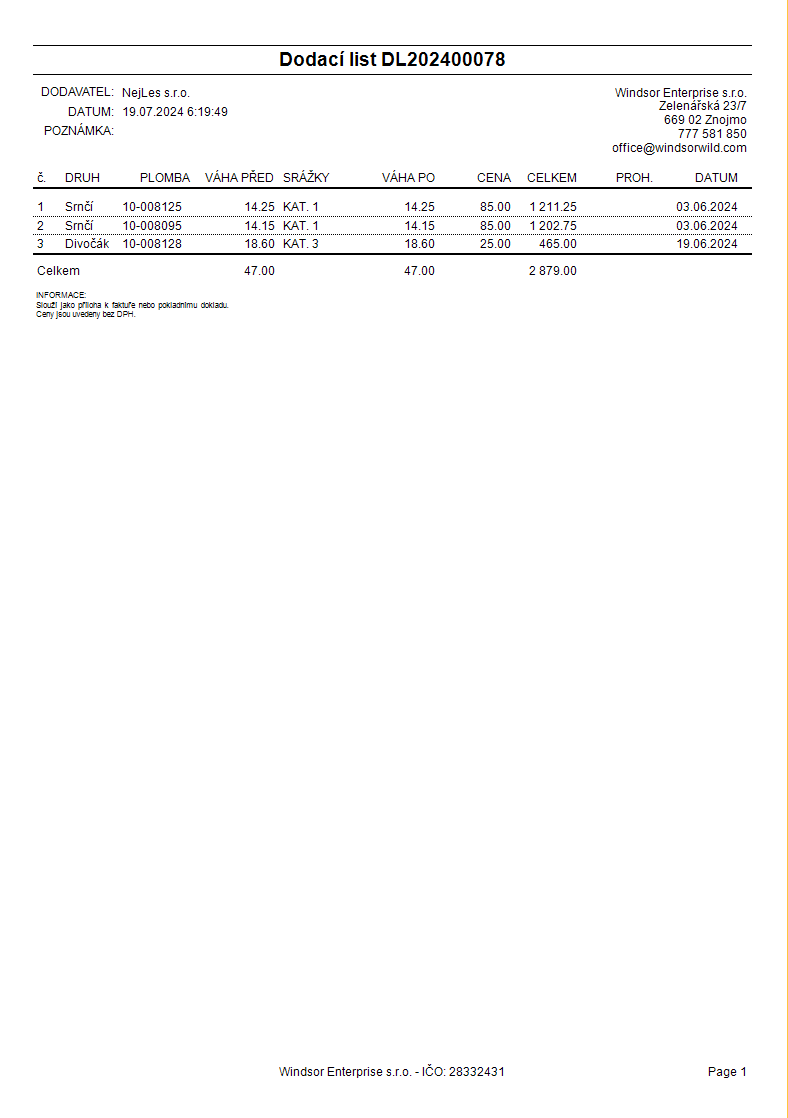 Dodací list DL202400078
DODAVATEL: NejLes s.r.o.
DATUM: 19.07.2024 6:19:49
POZNÁMKA:
Windsor Enterprise s.r.o.
Zelenářská 23/7
669 02 Znojmo
777 581 850
office@windsorwild.com
č. DRUH PLOMBA VÁHA PŘED SRÁŽKY VÁHA PO CENA CELKEM PROH. DATUM
1 Srnčí 10-008125 14.25 KAT. 1 14.25 85.00 1 211.25 03.06.2024
2 Srnčí 10-008095 14.15 KAT. 1 14.15 85.00 1 202.75 03.06.2024
3 Divočák 10-008128 18.60 KAT. 3 18.60 25.00 465.00 19.06.2024
Celkem 47.00 47.00 2 879.00
INFORMACE:
Slouží jako příloha k faktuře nebo pokladnímu dokladu.
Ceny jsou uvedeny bez DPH.
Windsor Enterprise s.r.o. - IČO: 28332431
Page 1